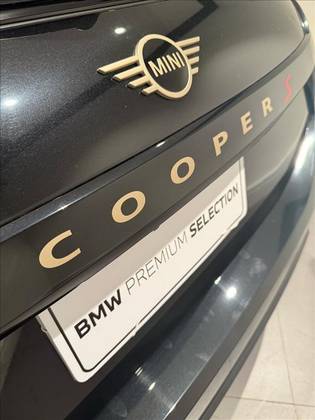 MINI
COOPER S
BMW PREMIUM SELECTION